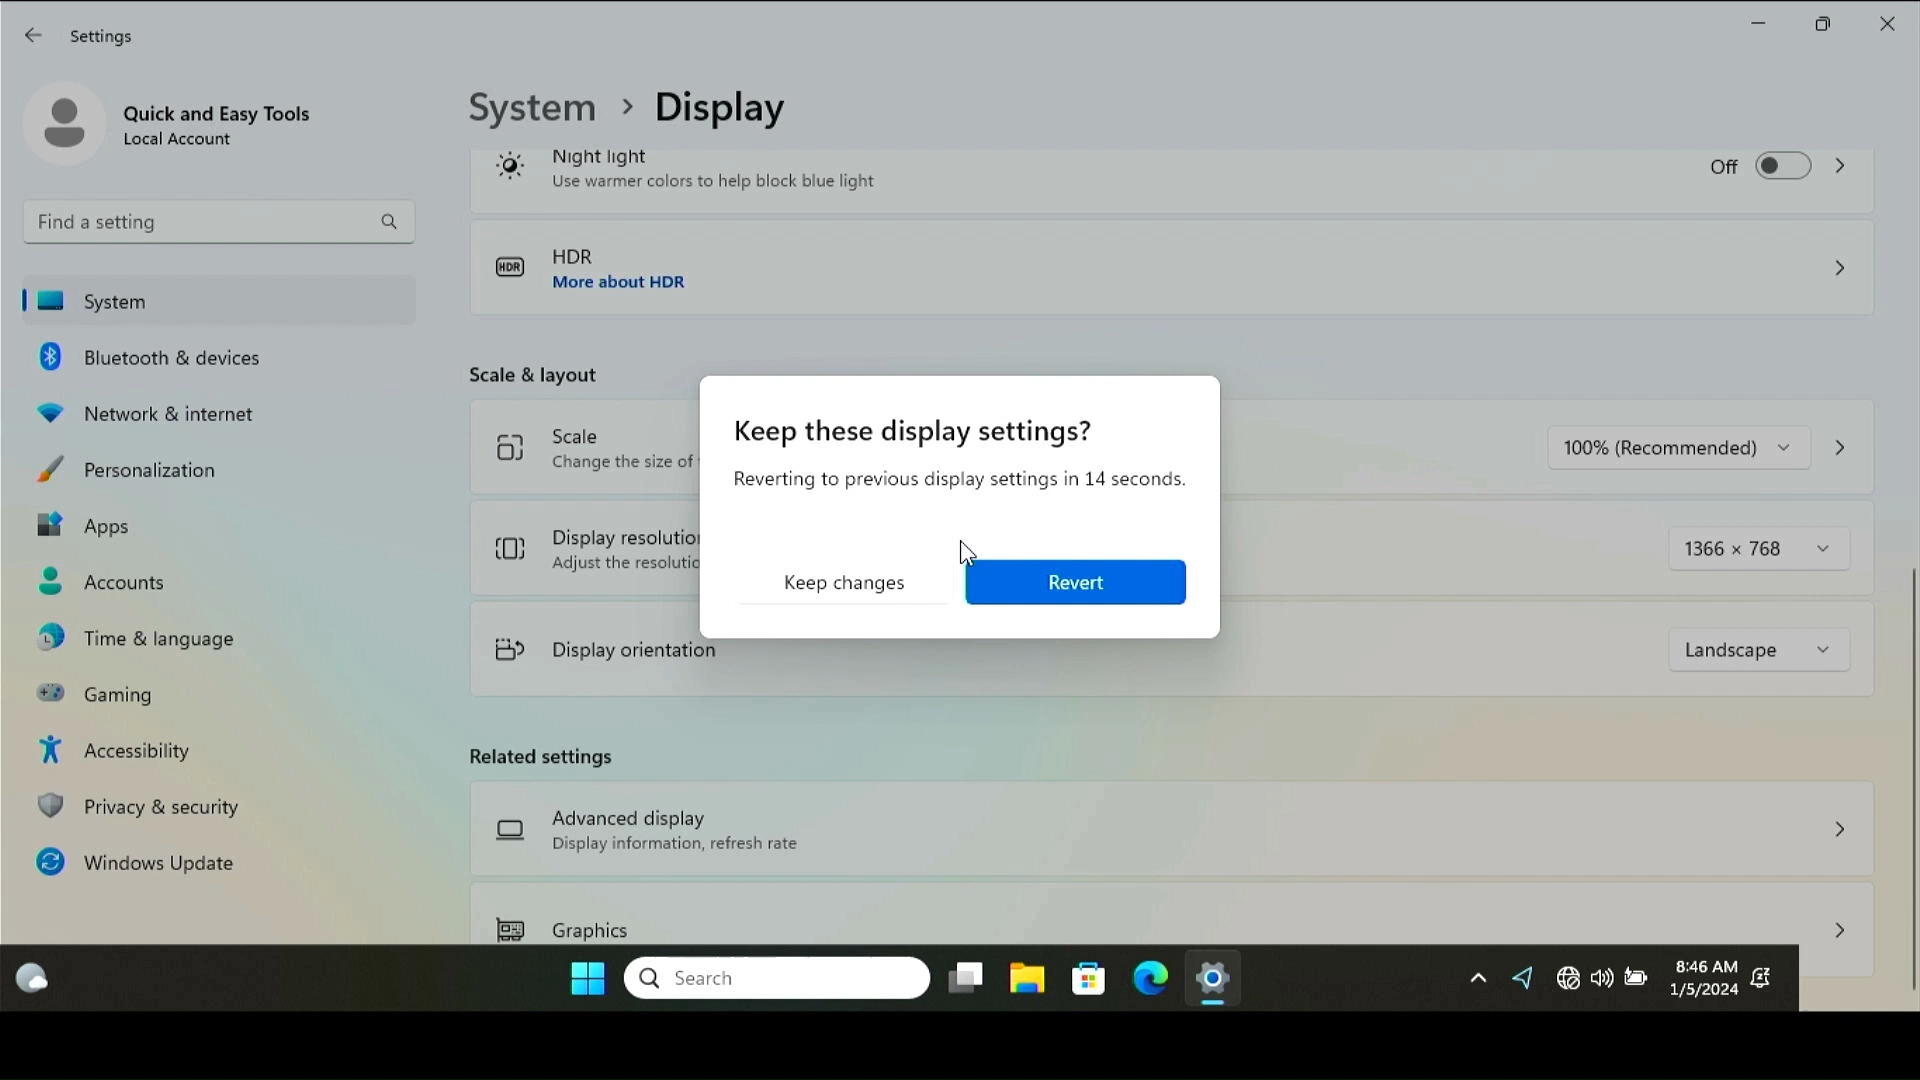 Settings
Quick and Easy Tools
Local Account
Find a setting
System
Bluetooth & devices
Network & internet
Personalization
Apps
Accounts
Time & language
Gaming
Accessibility
Privacy & security
Windows Update
System > Display
Night light
Use warmer colors to help block blue light
Off
HDR
HDR
More about HDR
Scale & layout
Scale
Change the size of
100% (Recommended)
Display resolution
Adjust the resolutio
1366 × 768
Display orientation
Landscape
Keep these display settings?
Reverting to previous display settings in 14 seconds.
Keep changes
Revert
Related settings
Advanced display
Display information, refresh rate
Graphics
Search
8:46 AM
1/5/2024